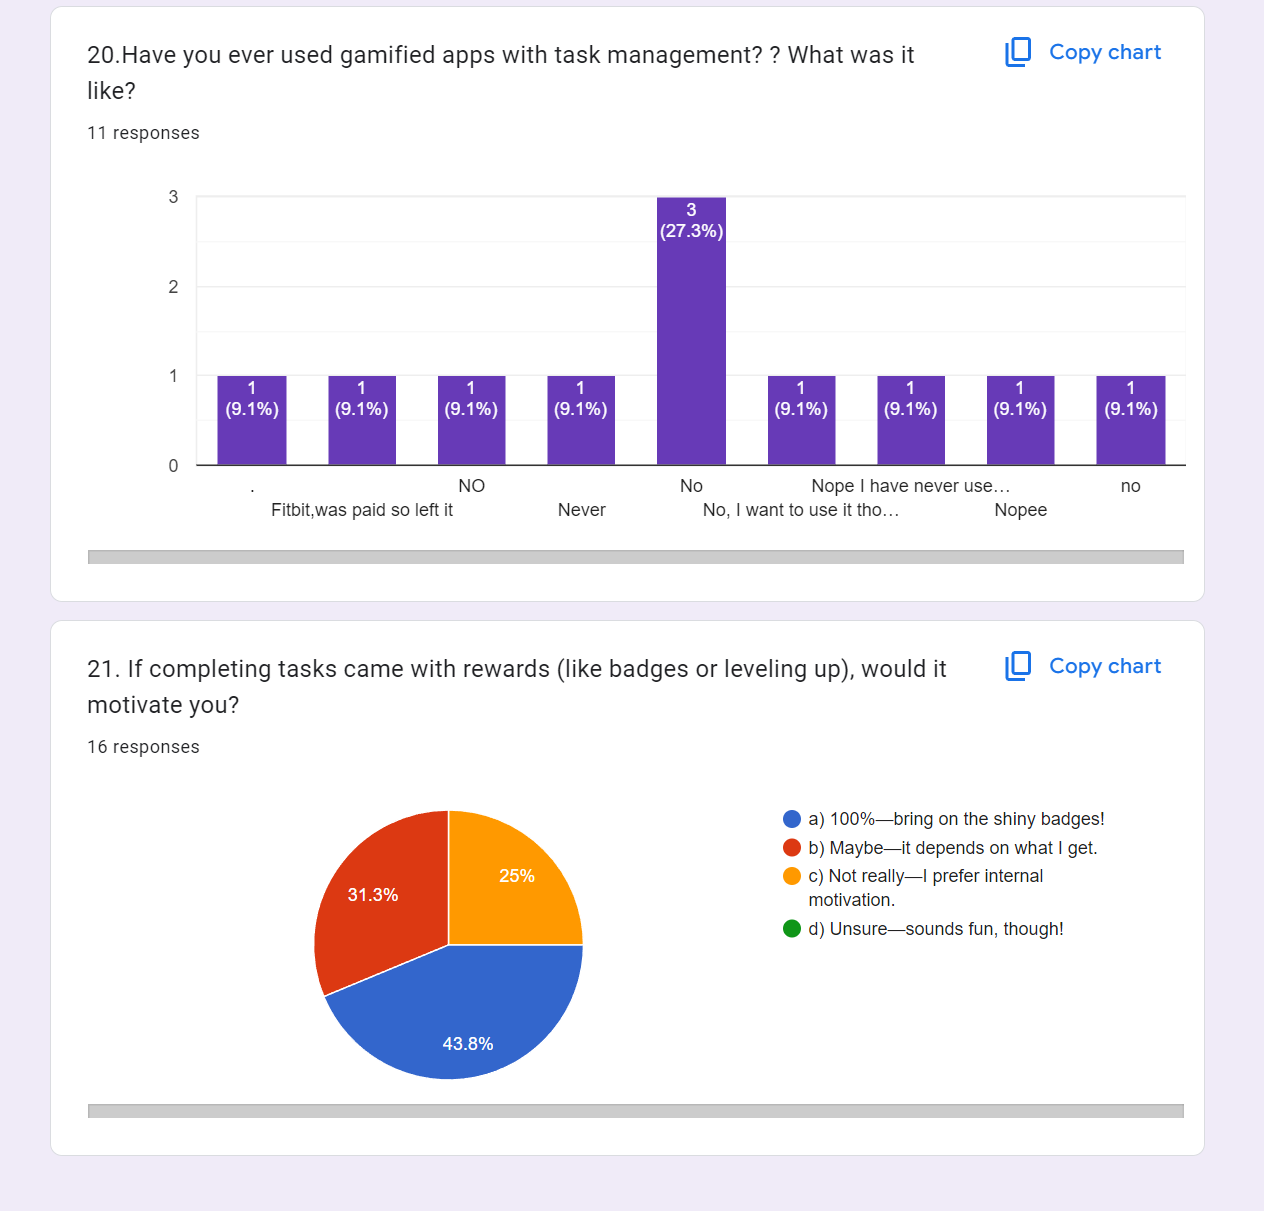 20.Have you ever used gamified apps with task management? ? What was it
like?
Copy chart
11 responses
3
2
1
0
1
(9.1%)
1
(9.1%)
1
(9.1%)
1
(9.1%)
3
(27.3%)
1
(9.1%)
1
(9.1%)
1
(9.1%)
1
(9.1%)
.
Fitbit,was paid so left it
NO
Never
No
No, I want to use it tho…
Nope I have never use…
Nopee
no
21. If completing tasks came with rewards (like badges or leveling up), would it
motivate you?
Copy chart
16 responses
25%
31.3%
43.8%
a) 100%—bring on the shiny badges!
b) Maybe—it depends on what I get.
c) Not really—I prefer internal
motivation.
d) Unsure—sounds fun, though!